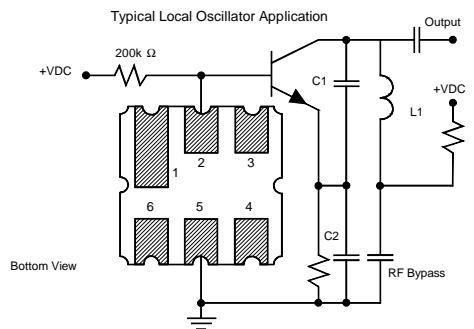 Typical Local Oscillator Application
Output
200k Ω
+VDC
C1
+VDC
L1
2
3
1
6
5
4
C2
Bottom View
RF Bypass